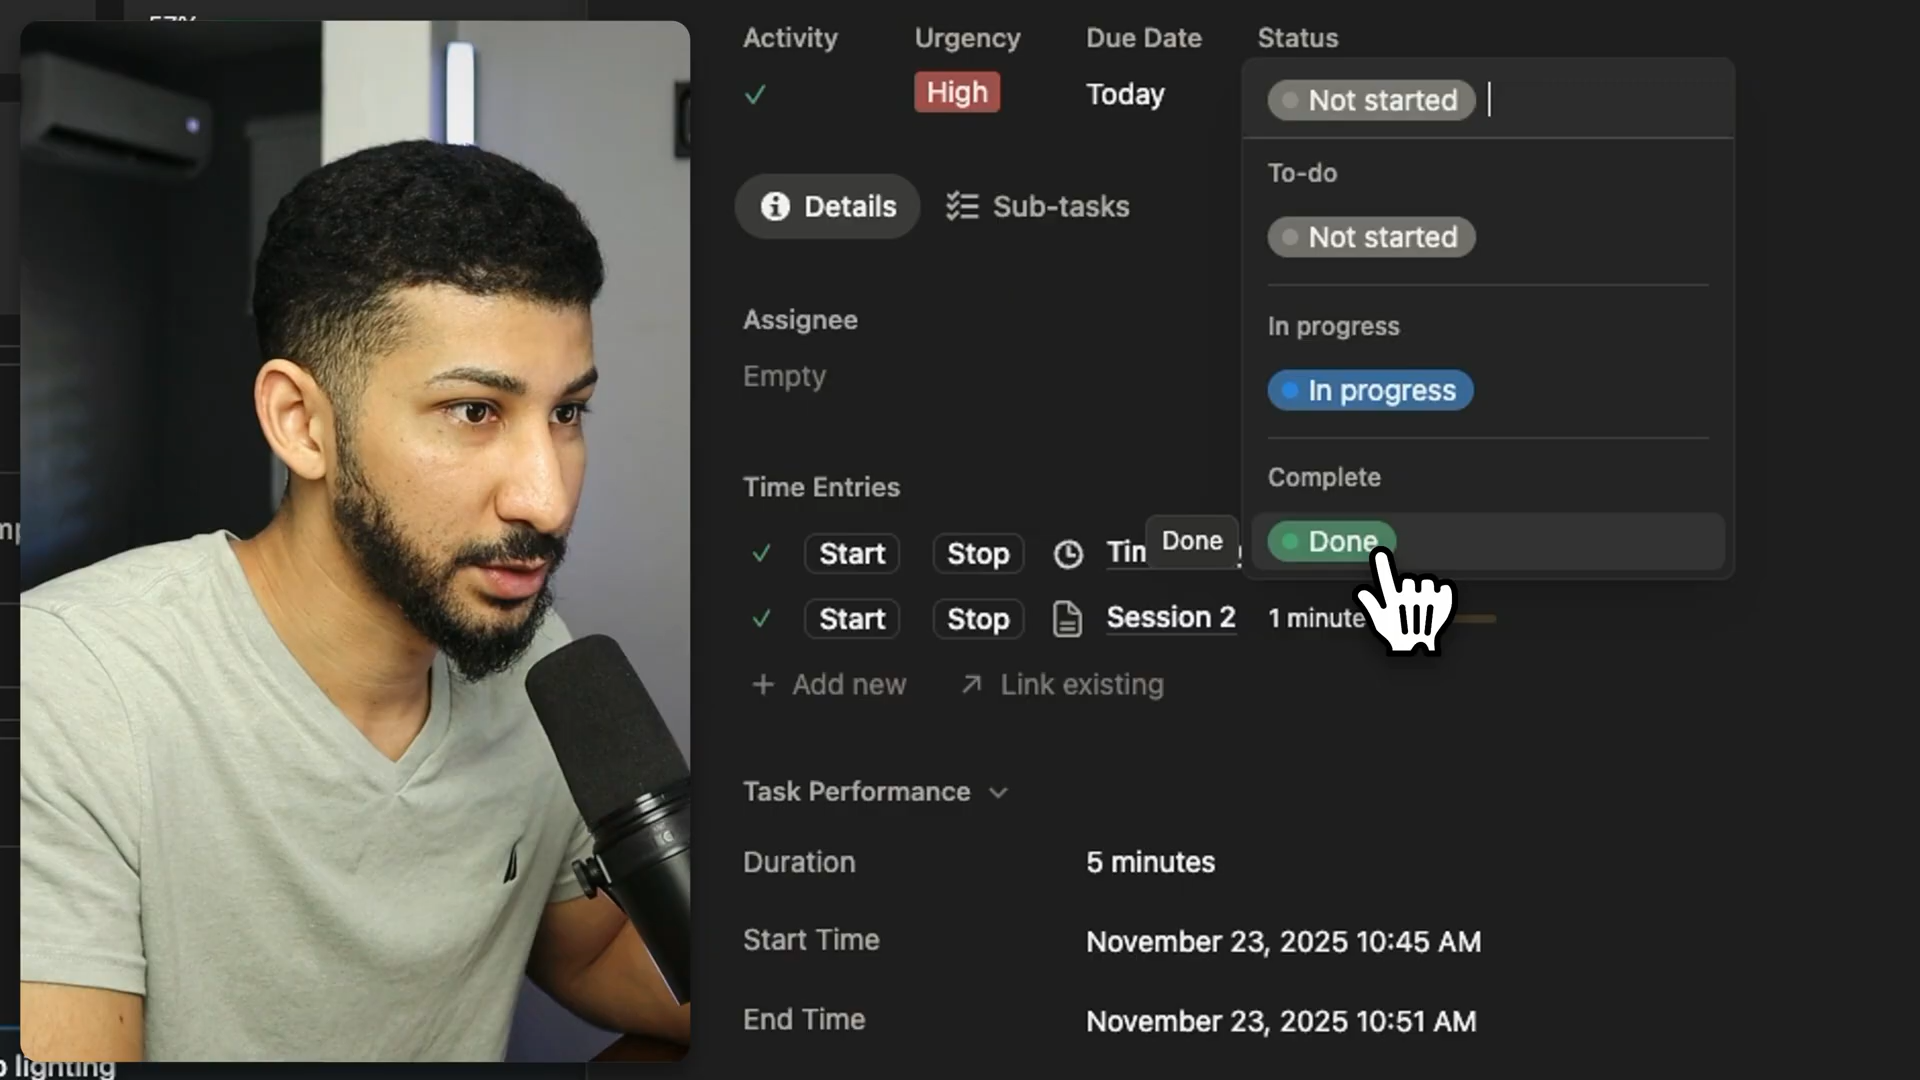 57%
Activity Urgency Due Date Status
High Today Not started
To-do
Details Sub-tasks
Not started
Assignee In progress
Empty In progress
Time Entries Complete
Start Stop Tim Done Done
Start Stop Session 2 1 minute
Add new Link existing
Task Performance
Duration 5 minutes
Start Time November 23, 2025 10:45 AM
End Time November 23, 2025 10:51 AM
lighting